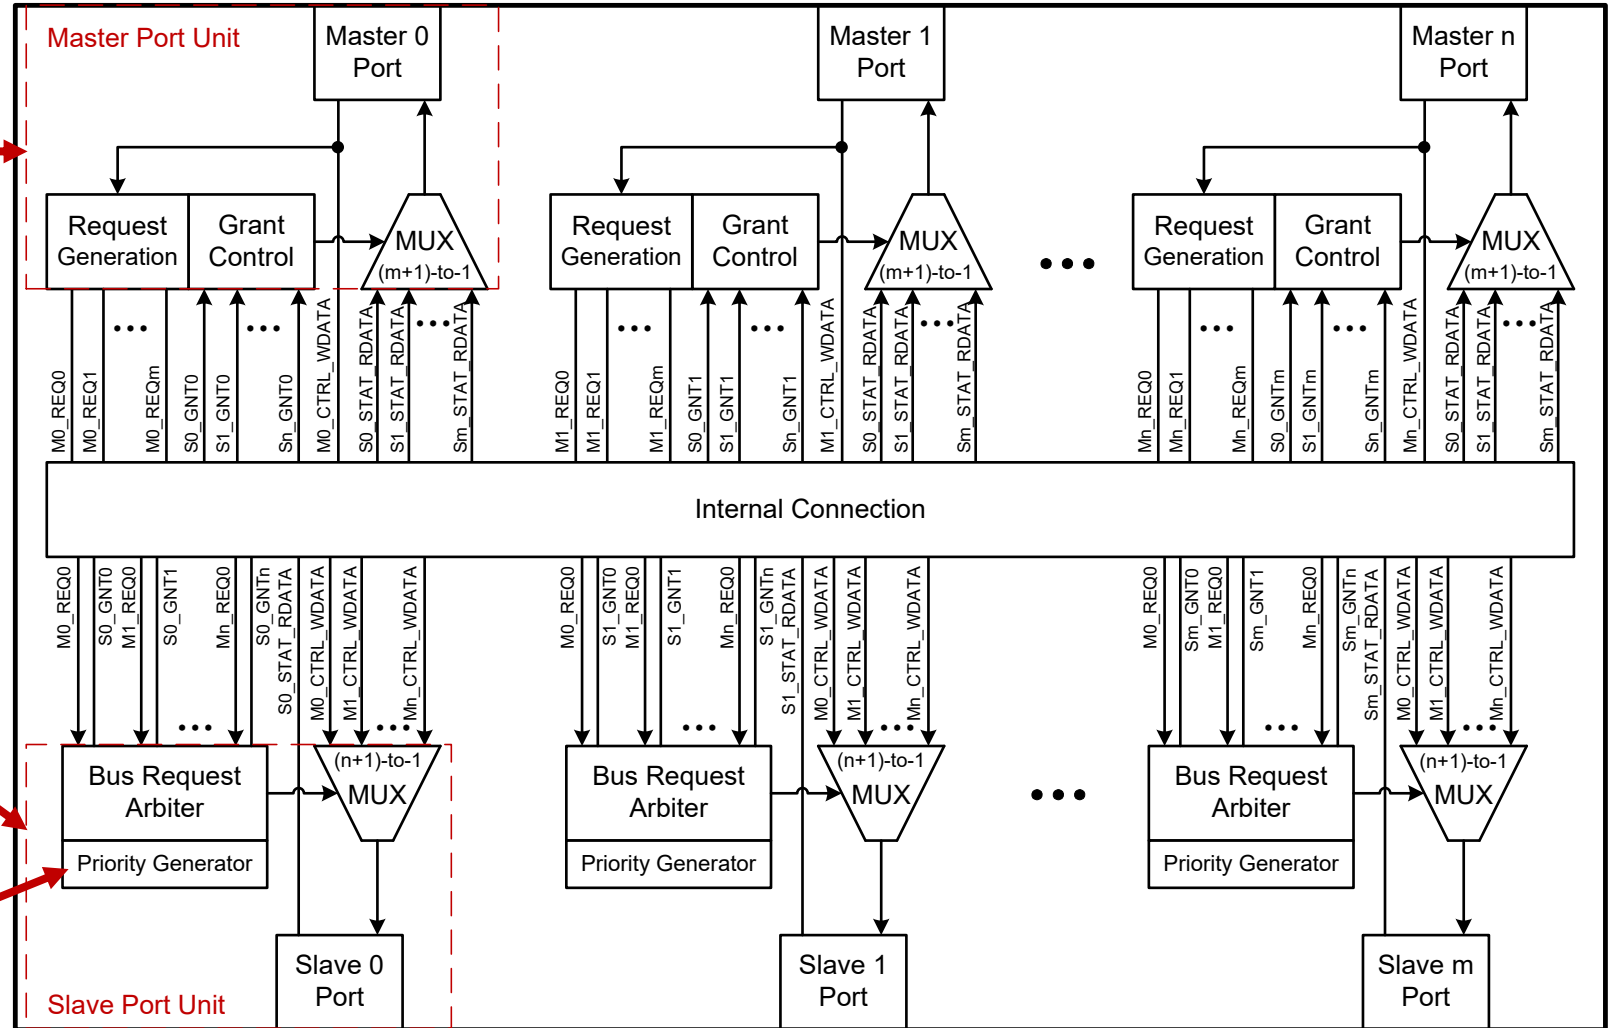 Master Port Unit
Master 0
Port
Master 1
Port
Master n
Port
Request
Generation
Grant
Control
MUX
(m+1)-to-1
Request
Generation
Grant
Control
MUX
(m+1)-to-1
Request
Generation
Grant
Control
MUX
(m+1)-to-1
M0_REQ0
M0_REQ1
M0_REQm
S0_GNT0
S1_GNT0
Sn_GNT0
M0_CTRL_WDATA
S0_STAT_RDATA
S1_STAT_RDATA
Sm_STAT_RDATA
M1_REQ0
M1_REQ1
M1_REQm
S0_GNT1
S1_GNT1
Sn_GNT1
M1_CTRL_WDATA
S0_STAT_RDATA
S1_STAT_RDATA
Sm_STAT_RDATA
Mn_REQ0
Mn_REQ1
Mn_REQm
S0_GNTm
S1_GNTm
Sn_GNTm
Mn_CTRL_WDATA
S0_STAT_RDATA
S1_STAT_RDATA
Sm_STAT_RDATA
Internal Connection
M0_REQ0
S0_GNT0
M1_REQ0
S0_GNT1
Mn_REQ0
S0_GNTn
S0_STAT_RDATA
M0_CTRL_WDATA
M1_CTRL_WDATA
Mn_CTRL_WDATA
M0_REQ0
S1_GNT0
M1_REQ0
S1_GNT1
Mn_REQ0
S1_GNTn
S1_STAT_RDATA
M0_CTRL_WDATA
M1_CTRL_WDATA
Mn_CTRL_WDATA
M0_REQ0
Sm_GNT0
M1_REQ0
Sm_GNT1
Mn_REQ0
Sm_GNTn
Sm_STAT_RDATA
M0_CTRL_WDATA
M1_CTRL_WDATA
Mn_CTRL_WDATA
Bus Request
Arbiter
Priority Generator
(n+1)-to-1
MUX
Bus Request
Arbiter
Priority Generator
(n+1)-to-1
MUX
Bus Request
Arbiter
Priority Generator
(n+1)-to-1
MUX
Slave 0
Port
Slave 1
Port
Slave m
Port
Slave Port Unit